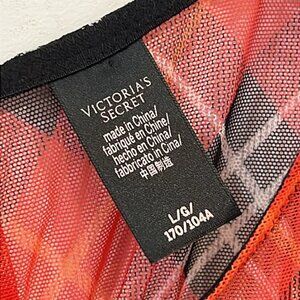 VICTORIA'S
SECRET
made in China/
fabriqué en Chine/
hecho en China/
fabbricato in Cina/
中国制造
L/G/
170/104A